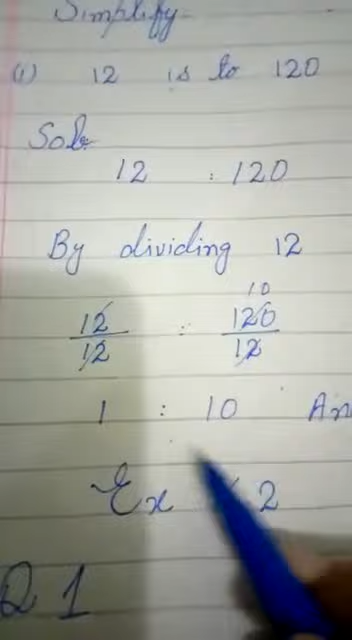 Simplify
(i) 12 is to 120
Sol:
12 : 120
By dividing 12
10
12 : 120
12 12
1 : 10 An
Ex 2
Q 1